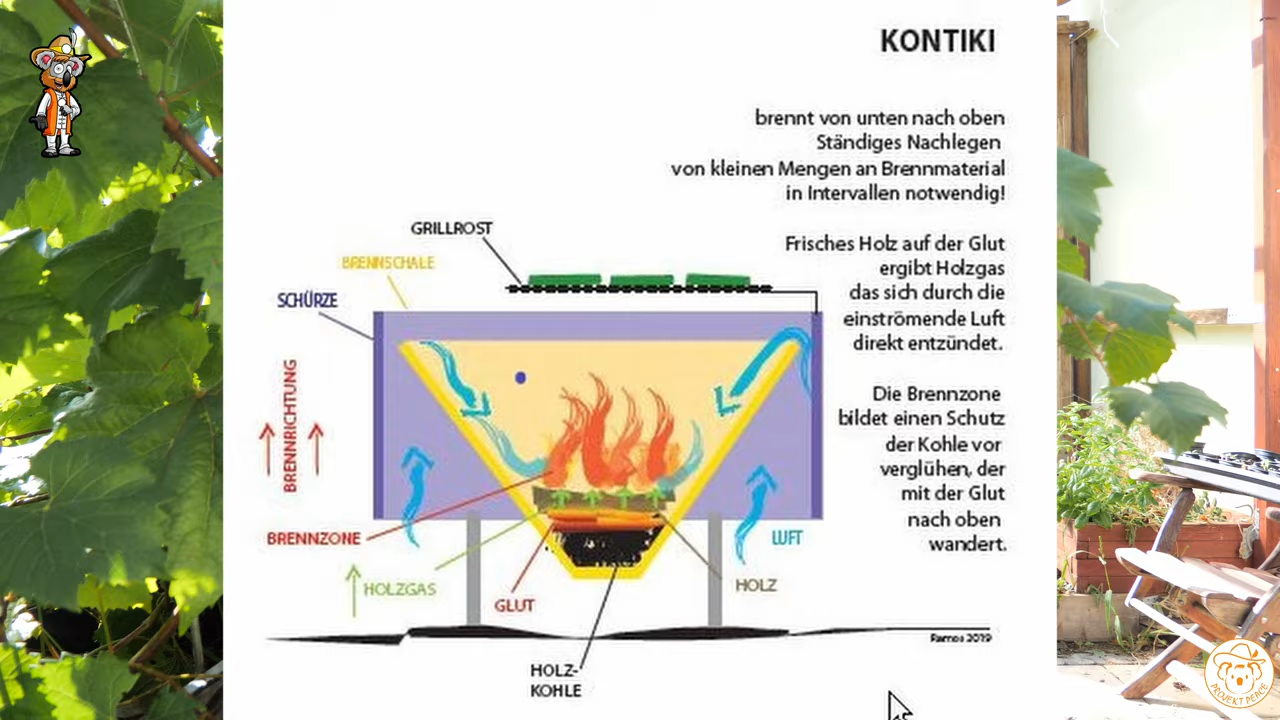 KONTIKI
brennt von unten nach oben
Ständiges Nachlegen
von kleinen Mengen an Brennmaterial
in Intervallen notwendig!
Frisches Holz auf der Glut
ergibt Holzgas
das sich durch die
einströmende Luft
direkt entzündet.
Die Brennzone
bildet einen Schutz
der Kohle vor
verglühen, der
mit der Glut
nach oben
wandert.
GRILLROST
BRENNSCHALE
SCHÜRZE
BRENNRICHTUNG
BRENNZONE
LUFT
HOLZGAS
HOLZ
GLUT
Ramos 2019
HOLZ-
KOHLE
PROJEKT PEACE